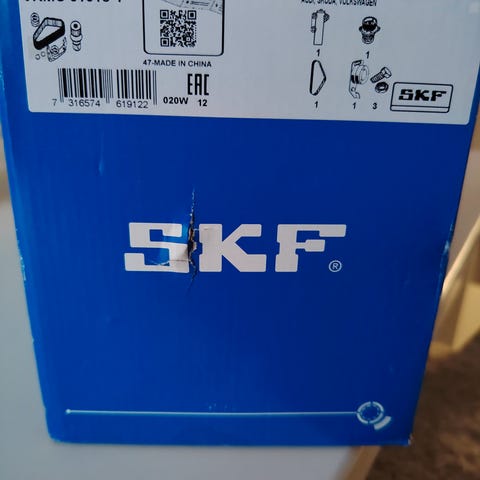 AUDI, SKODA, VOLKSWAGEN
47-MADE IN CHINA
1
1
1
3
SKF
7 316574 619122
020W 12
EAC
SKF®